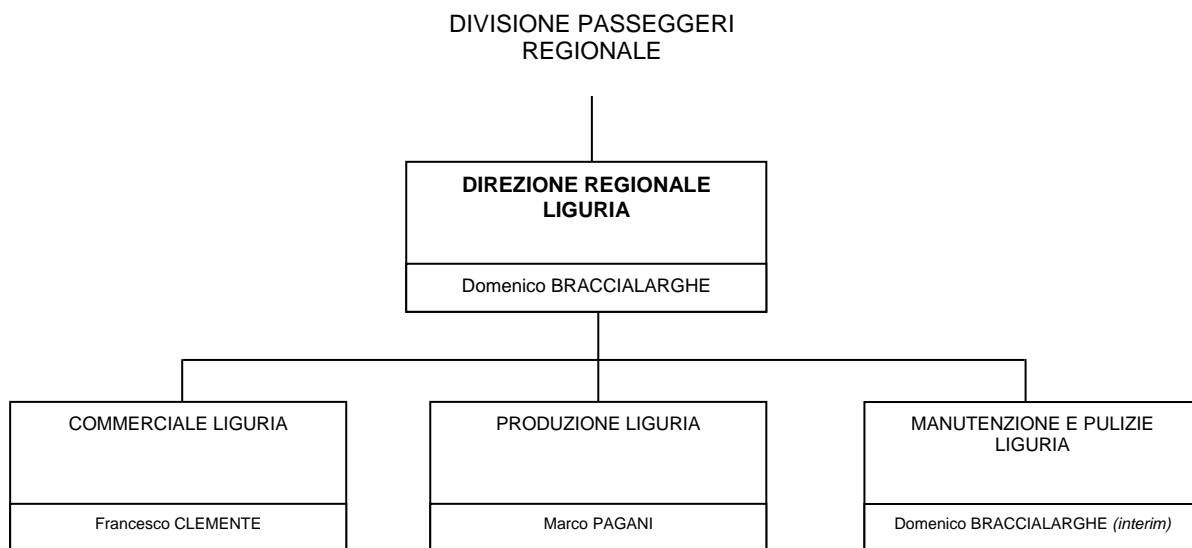 DIVISIONE PASSEGGERI
REGIONALE
DIREZIONE REGIONALE
LIGURIA
Domenico BRACCIALARGHE
COMMERCIALE LIGURIA
Francesco CLEMENTE
PRODUZIONE LIGURIA
Marco PAGANI
MANUTENZIONE E PULIZIE
LIGURIA
Domenico BRACCIALARGHE (interim)